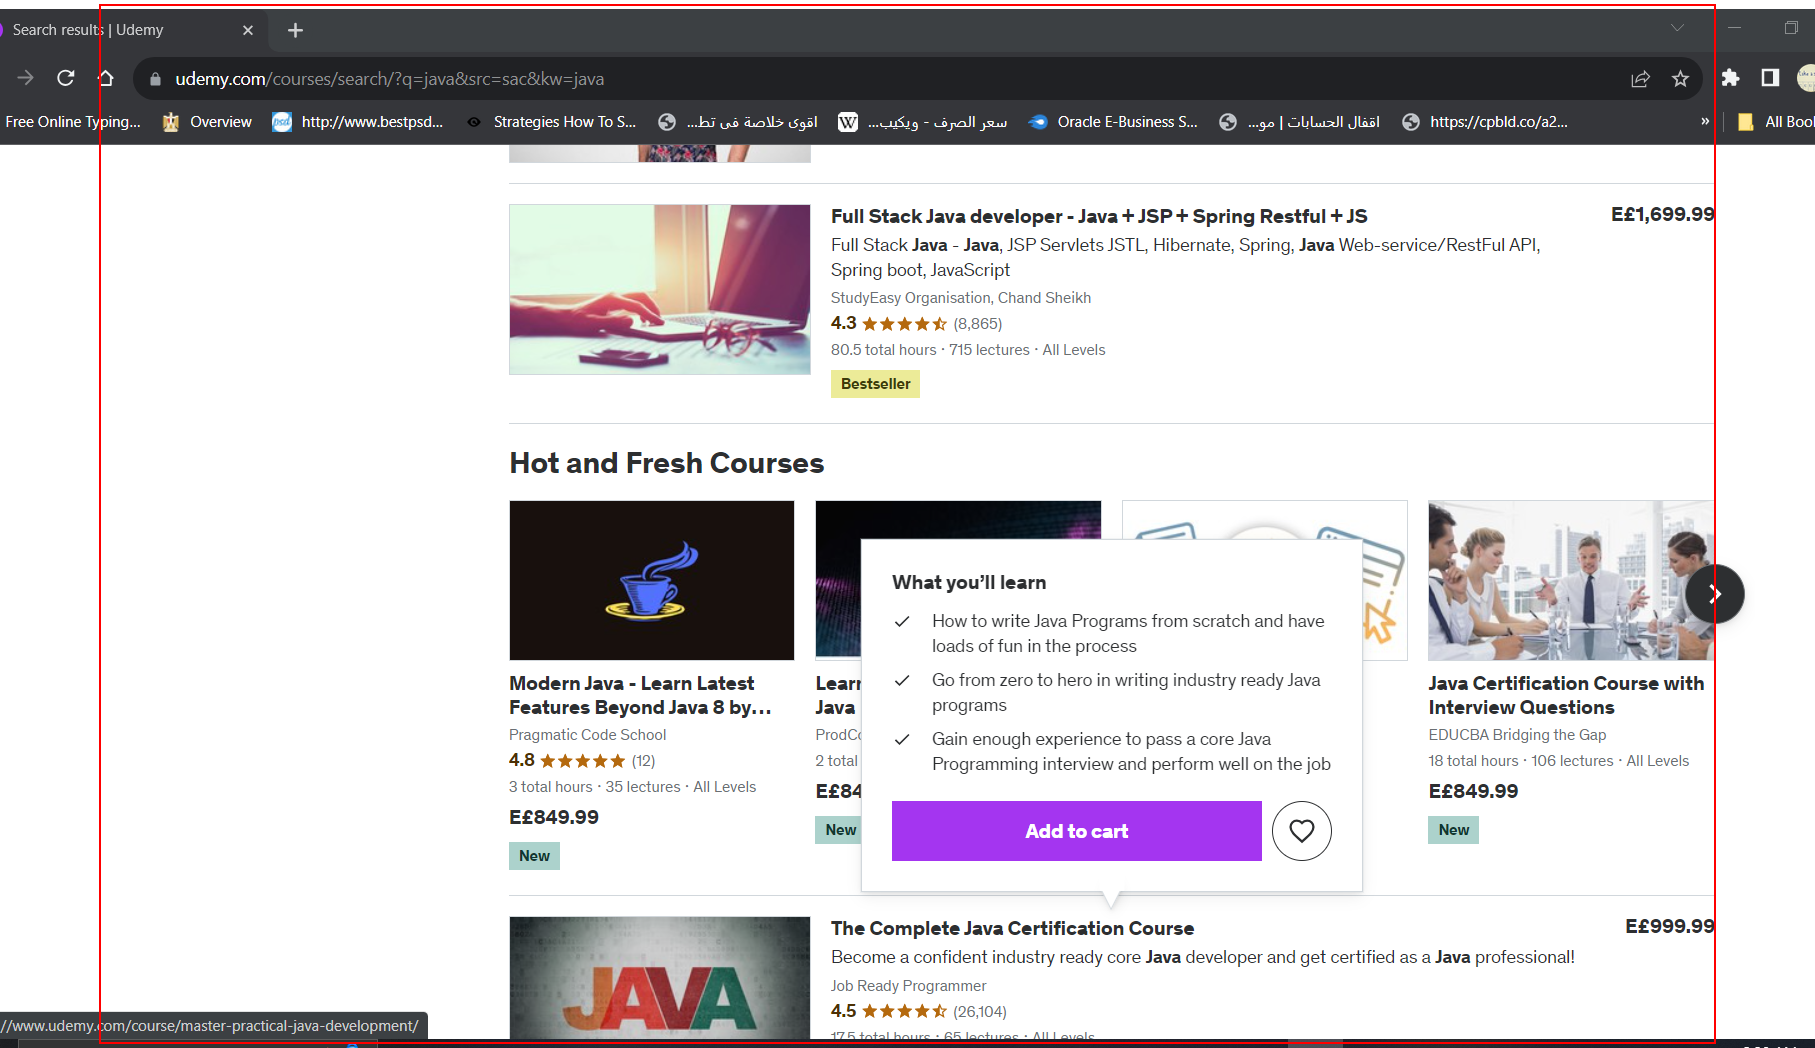 Search results | Udemy
udemy.com/courses/search/?q=java&src=sac&kw=java
Free Online Typing...
Overview
http://www.bestpsd...
Strategies How To S...
اقوى خلاصة فى تط...
سعر الصرف - ويكيب...
Oracle E-Business S...
اقفال الحسابات | مو...
https://cpbld.co/a2...
»
All Boo
Full Stack Java developer - Java + JSP + Spring Restful + JS
E£1,699.99
Full Stack Java - Java, JSP Servlets JSTL, Hibernate, Spring, Java Web-service/RestFul API,
Spring boot, JavaScript
StudyEasy Organisation, Chand Sheikh
4.3 (8,865)
80.5 total hours · 715 lectures · All Levels
Bestseller
Hot and Fresh Courses
Modern Java - Learn Latest
Features Beyond Java 8 by...
Pragmatic Code School
4.8 (12)
3 total hours · 35 lectures · All Levels
E£849.99
New
Lear
Java
ProdCo
2 total
E£84
New
What you'll learn
How to write Java Programs from scratch and have
loads of fun in the process
Go from zero to hero in writing industry ready Java
programs
Gain enough experience to pass a core Java
Programming interview and perform well on the job
Add to cart
Java Certification Course with
Interview Questions
EDUCBA Bridging the Gap
18 total hours · 106 lectures · All Levels
E£849.99
New
JAVA
The Complete Java Certification Course
E£999.99
Become a confident industry ready core Java developer and get certified as a Java professional!
Job Ready Programmer
4.5 (26,104)
17.5 total hours · 65 lectures · All Levels
//www.udemy.com/course/master-practical-java-development/